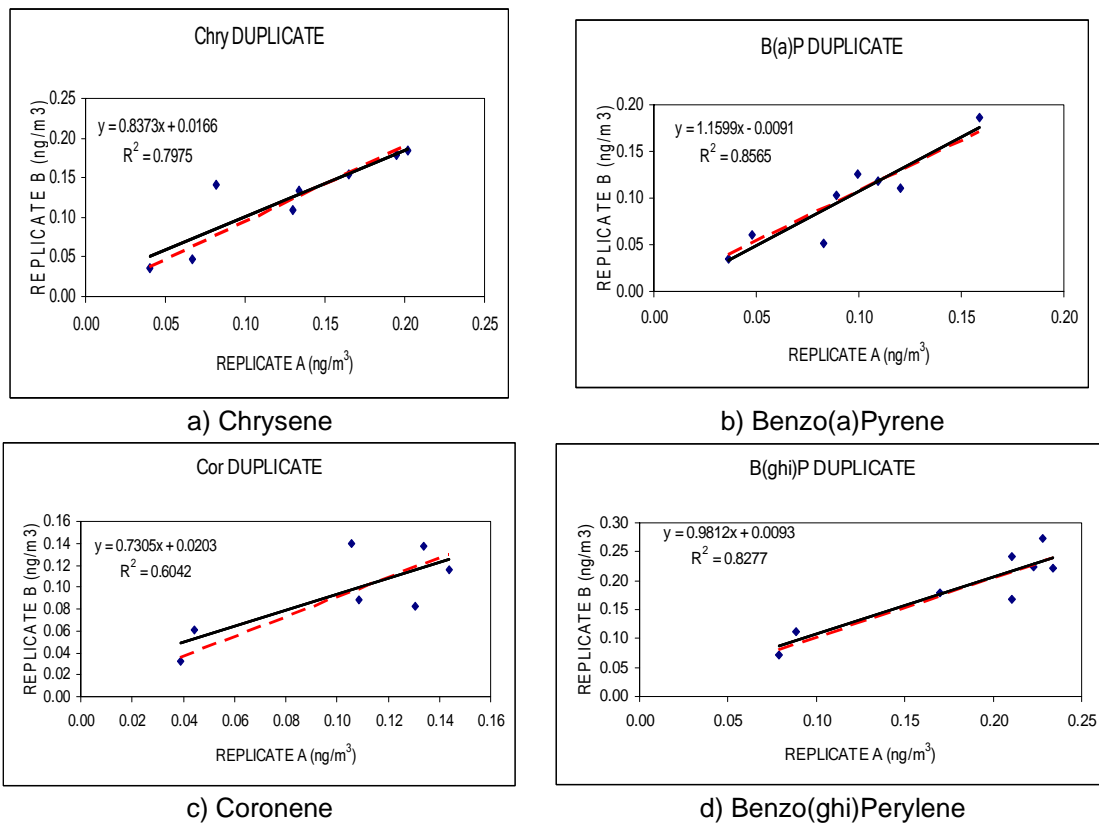 Chry DUPLICATE
REPLICATE B (ng/m3)
0.25
0.20
0.15
0.10
0.05
0.00
y = 0.8373x + 0.0166
R² = 0.7975
0.00 0.05 0.10 0.15 0.20 0.25
REPLICATE A (ng/m³)
a) Chrysene
B(a)P DUPLICATE
REPLICATE B (ng/m3)
0.20
0.15
0.10
0.05
0.00
y = 1.1599x - 0.0091
R² = 0.8565
0.00 0.05 0.10 0.15 0.20
REPLICATE A (ng/m³)
b) Benzo(a)Pyrene
Cor DUPLICATE
REPLICATE B (ng/m3)
0.16
0.14
0.12
0.10
0.08
0.06
0.04
0.02
0.00
y = 0.7305x + 0.0203
R² = 0.6042
0.00 0.02 0.04 0.06 0.08 0.10 0.12 0.14 0.16
REPLICATE A (ng/m³)
c) Coronene
B(ghi)P DUPLICATE
REPLICATE B (ng/m3)
0.30
0.25
0.20
0.15
0.10
0.05
0.00
y = 0.9812x + 0.0093
R² = 0.8277
0.00 0.05 0.10 0.15 0.20 0.25
REPLICATE A (ng/m³)
d) Benzo(ghi)Perylene